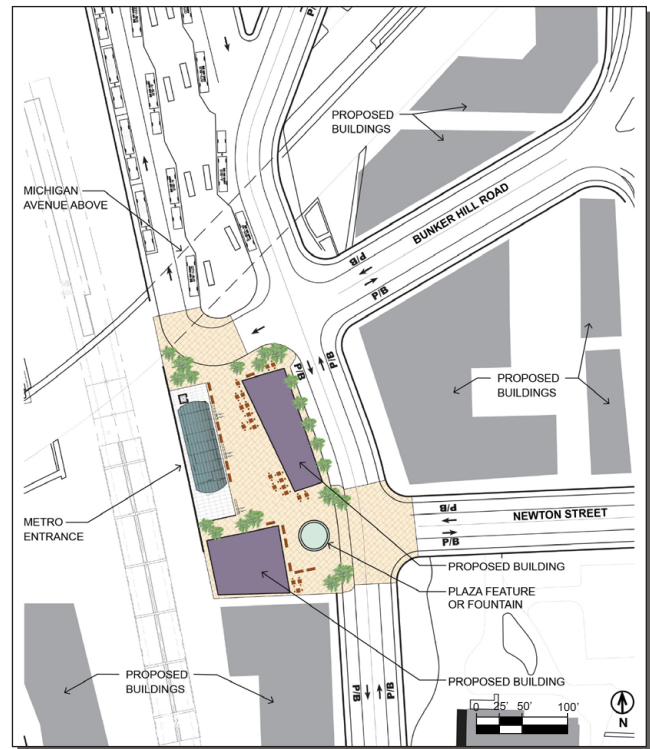 P/B
PROPOSED
BUILDINGS
MICHIGAN
AVENUE ABOVE
BUNKER HILL ROAD
P/B
P/B
P/B
P/B
PROPOSED
BUILDINGS
METRO
ENTRANCE
P/B
NEWTON STREET
P/B
PROPOSED BUILDING
PLAZA FEATURE
OR FOUNTAIN
PROPOSED
BUILDINGS
PROPOSED BUILDING
P/B
P/B
0 25' 50' 100'
N